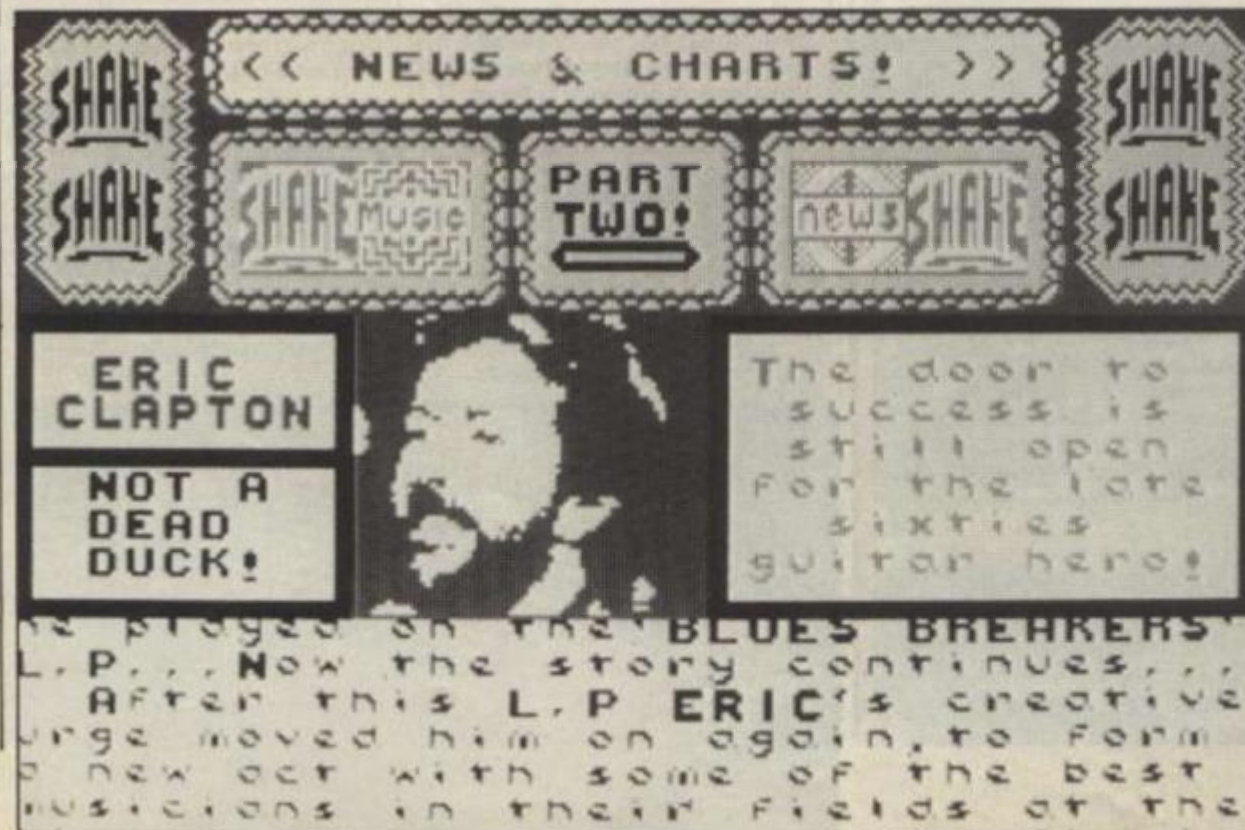 SHAKE
SHAKE
<< NEWS & CHARTS! >>
SHAKE Music
PART
TWO!
news SHAKE
SHAKE
SHAKE
ERIC
CLAPTON
NOT A
DEAD
DUCK!
The door to
success is
still open
For the late
sixties
guitar hero!
played on the 'BLUES BREAKERS'
L.P... Now the story continues...
After this L.P ERIC's creative
urge moved him on again, to Form
a new act with some of the best
musicians in their Fields at the